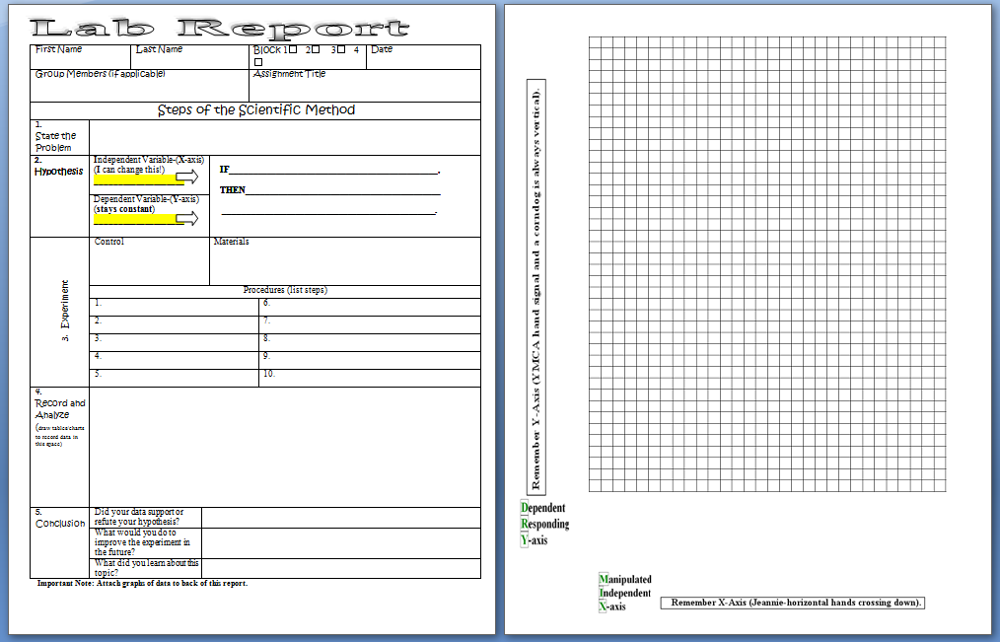 Lab Report
First Name
Last Name
Block 1☐ 2☐ 3☐ 4
☐
Date
Group Members (if applicable)
Assignment Title
Steps of the Scientific Method
1.
State the
Problem
2.
Hypothesis
Independent Variable-(X-axis)
(I can change this!)
Dependent Variable-(Y-axis)
(stays constant)
IF_______________,
THEN_______________
_______________.
3. Experiment
Control
Materials
Procedures (list steps)
1.
6.
2.
7.
3.
8.
4.
9.
5.
10.
4.
Record and
Analyze
(draw tables/charts
to record data in
this space)
5.
Conclusion
Did your data support or
refute your hypothesis?
What would you do to
improve the experiment in
the future?
What did you learn about this
topic?
Important Note: Attach graphs of data to back of this report.
Remember Y-Axis (YMCA hand signal and a corndog is always vertical).
Dependent
Responding
Y-axis
Manipulated
Independent
X-axis
Remember X-Axis (Jeannie-horizontal hands crossing down).